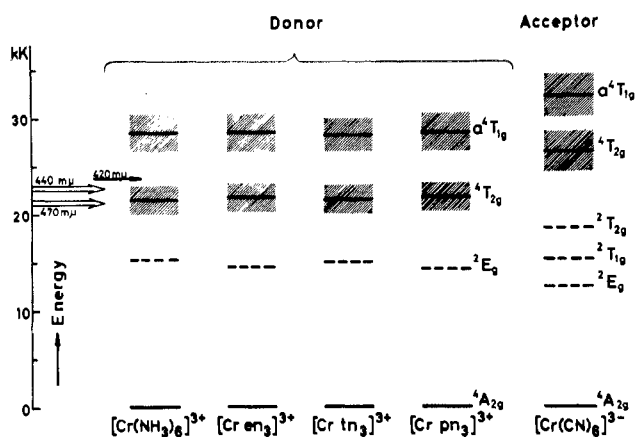 Donor
Acceptor
kK
a⁴T₁g
a⁴T₁g
30
⁴T₂g
420 mμ
440 mμ
⁴T₂g
20
470 mμ
²T₂g
²T₁g
²Eg
²Eg
10
Energy
⁴A₂g
⁴A₂g
0
[Cr(NH₃)₆]³⁺ [Cr en₃]³⁺ [Cr tn₃]³⁺ [Cr pn₃]³⁺ [Cr(CN)₆]³⁻